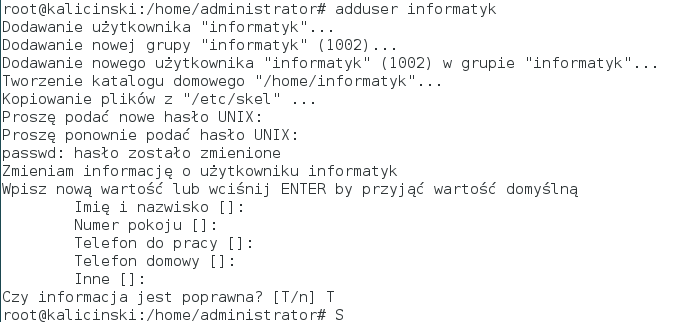 root@kalicinski:/home/administrator# adduser informatyk
Dodawanie użytkownika "informatyk"...
Dodawanie nowej grupy "informatyk" (1002)...
Dodawanie nowego użytkownika "informatyk" (1002) w grupie "informatyk"...
Tworzenie katalogu domowego "/home/informatyk"...
Kopiowanie plików z "/etc/skel" ...
Proszę podać nowe hasło UNIX:
Proszę ponownie podać hasło UNIX:
passwd: hasło zostało zmienione
Zmieniam informację o użytkowniku informatyk
Wpisz nową wartość lub wciśnij ENTER by przyjąć wartość domyślną
Imię i nazwisko []:
Numer pokoju []:
Telefon do pracy []:
Telefon domowy []:
Inne []:
Czy informacja jest poprawna? [T/n] T
root@kalicinski:/home/administrator# S